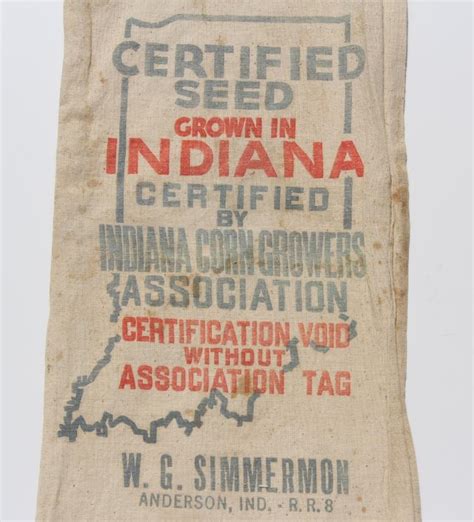 CERTIFIED
SEED
GROWN IN
INDIANA
CERTIFIED
BY
INDIANA CORN GROWERS
ASSOCIATION
CERTIFICATION VOID
WITHOUT
ASSOCIATION TAG
W. G. SIMMERMON
ANDERSON, IND. - R.R. 8